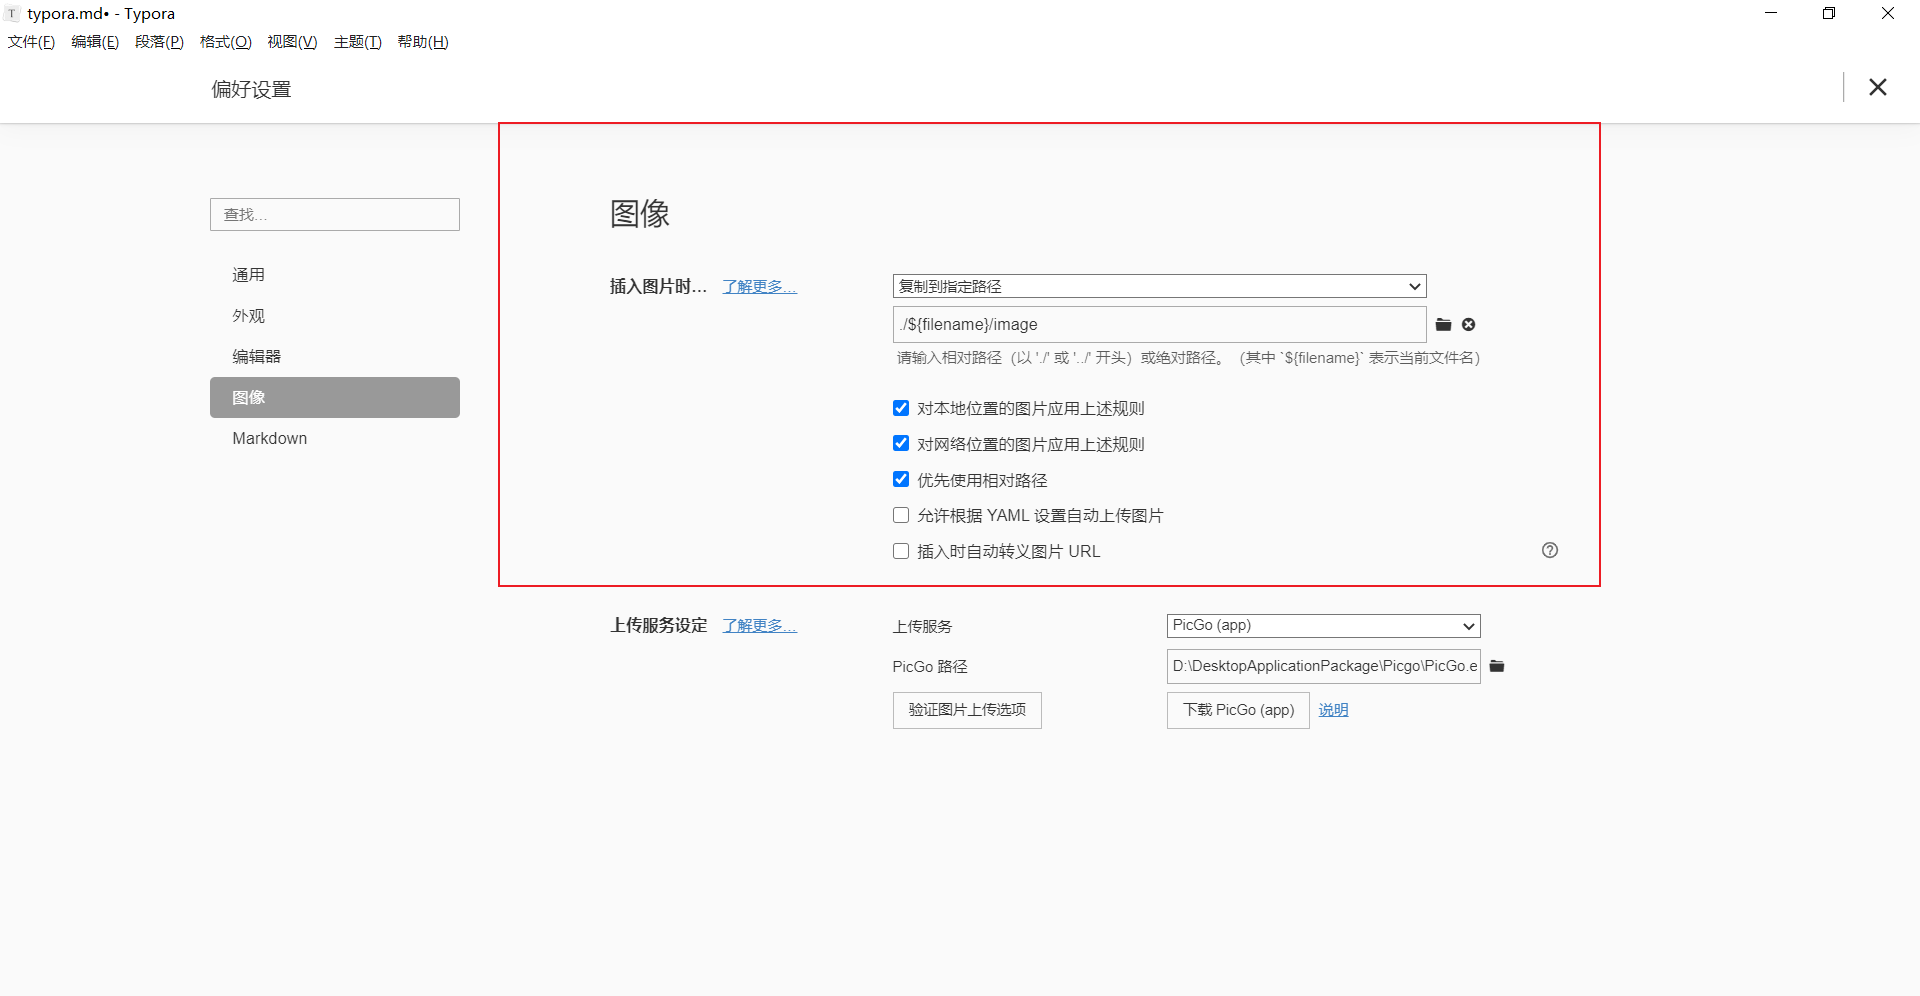 T typora.md• - Typora
文件(F) 编辑(E) 段落(P) 格式(O) 视图(V) 主题(T) 帮助(H)
偏好设置
查找...
通用
外观
编辑器
图像
Markdown
图像
插入图片时... 了解更多...
复制到指定路径
./${filename}/image
请输入相对路径（以 './' 或 '../' 开头）或绝对路径。 （其中 `${filename}` 表示当前文件名）
对本地位置的图片应用上述规则
对网络位置的图片应用上述规则
优先使用相对路径
允许根据 YAML 设置自动上传图片
插入时自动转义图片 URL
上传服务设定 了解更多...
上传服务 PicGo (app)
PicGo 路径 D:\DesktopApplicationPackage\Picgo\PicGo.e
验证图片上传选项 下载 PicGo (app) 说明